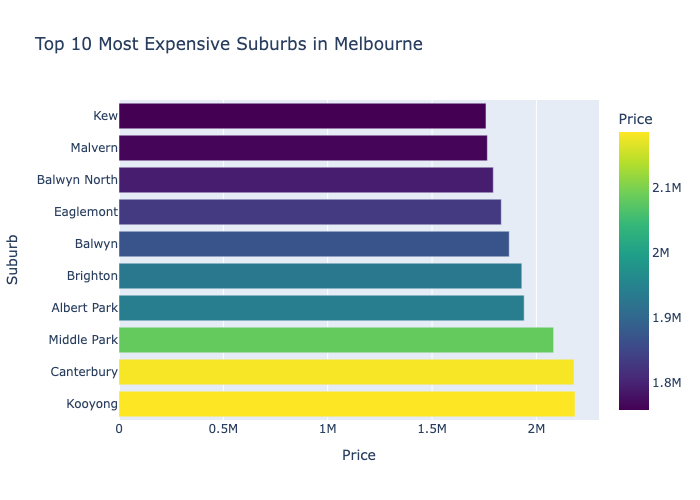 Top 10 Most Expensive Suburbs in Melbourne
Suburb
Kew
Malvern
Balwyn North
Eaglemont
Balwyn
Brighton
Albert Park
Middle Park
Canterbury
Kooyong
0 0.5M 1M 1.5M 2M
Price
Price
2.1M
2M
1.9M
1.8M